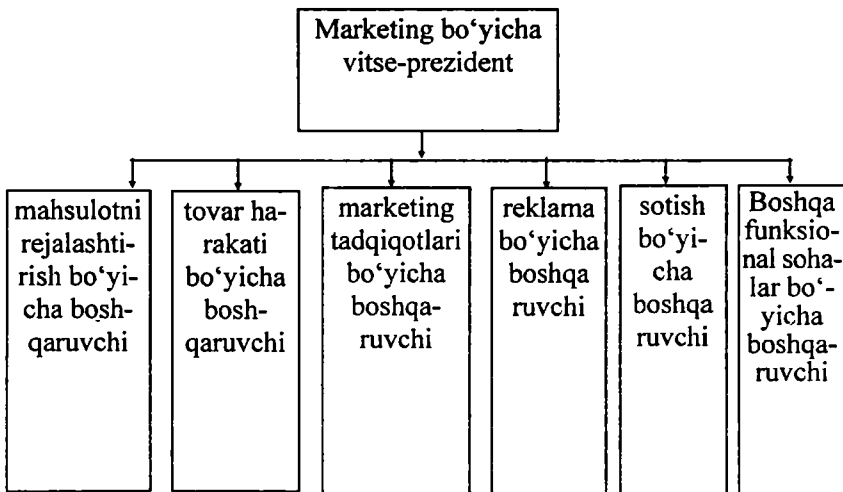 Marketing bo‘yicha
vitse-prezident
mahsulotni
rejalashti-
rish bo‘yi-
cha bosh-
qaruvchi
tovar ha-
rakati
bo‘yicha
bosh-
qaruvchi
marketing
tadqiqotlari
bo‘yicha
boshqa-
ruvchi
reklama
bo‘yicha
boshqa
ruvchi
sotish
bo‘yi-
cha
boshqa
ruvchi
Boshqa
funksio-
nal soha-
lar bo‘-
yicha
boshqa-
ruvchi